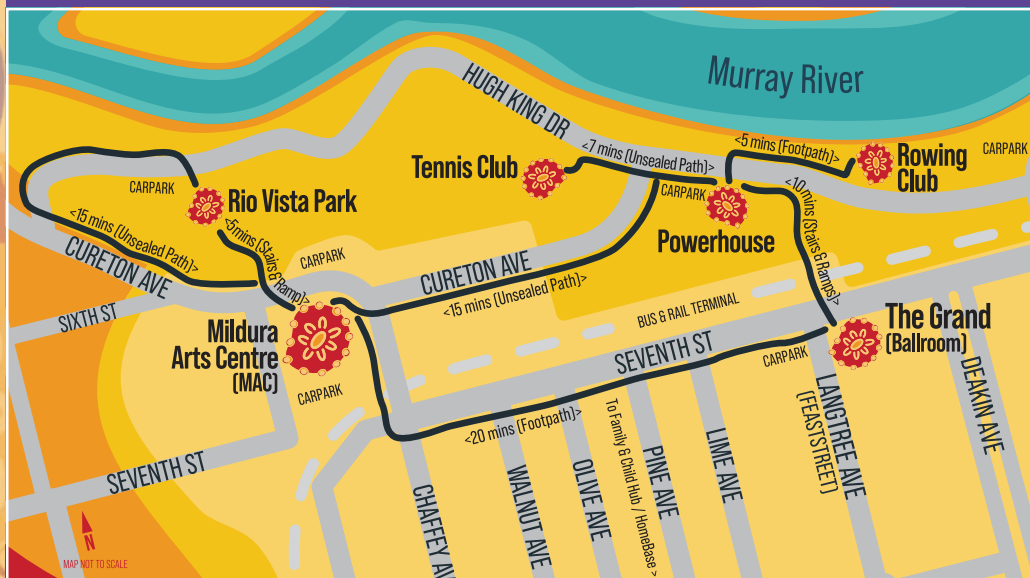 Murray River
HUGH KING DR
<5 mins (Footpath)>
CARPARK
Rowing
Club
<7 mins (Unsealed Path)>
Tennis Club
CARPARK
Powerhouse
<10 mins (Stairs & Ramps)>
CARPARK
Rio Vista Park
<15 mins (Unsealed Path)>
<5 mins (Stairs & Ramp)>
CURETON AVE
CARPARK
CURETON AVE
<15 mins (Unsealed Path)>
SIXTH ST
Mildura
Arts Centre
(MAC)
CARPARK
BUS & RAIL TERMINAL
SEVENTH ST
CARPARK
The Grand
(Ballroom)
<20 mins (Footpath)>
SEVENTH ST
CHAFFEY AV
WALNUT AVE
OLIVE AVE
To Family & Child Hub / HomeBase >
PINE AVE
LIME AVE
LANGTREE AVE
(FEASTSTREET)
DEAKIN AVE
N
MAP NOT TO SCALE